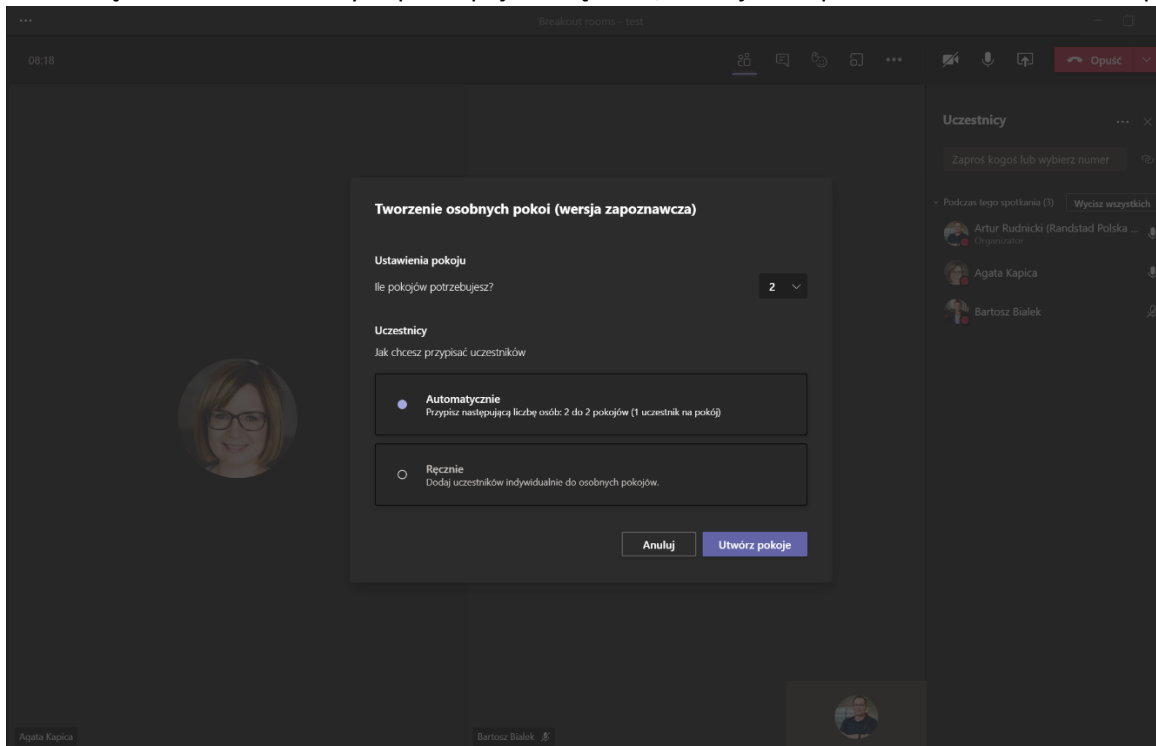 Breakout rooms - test
08:18
Opuść
Uczestnicy
Zaproś kogoś lub wybierz numer
Podczas tego spotkania (3)
Wycisz wszystkich
Artur Rudnicki (Randstad Polska ...
Organizator
Agata Kapica
Bartosz Białek
Tworzenie osobnych pokoi (wersja zapoznawcza)
Ustawienia pokoju
Ile pokojów potrzebujesz?
2
Uczestnicy
Jak chcesz przypisać uczestników
Automatycznie
Przypisz następującą liczbę osób: 2 do 2 pokojów (1 uczestnik na pokój)
Ręcznie
Dodaj uczestników indywidualnie do osobnych pokojów.
Anuluj
Utwórz pokoje
Agata Kapica
Bartosz Białek